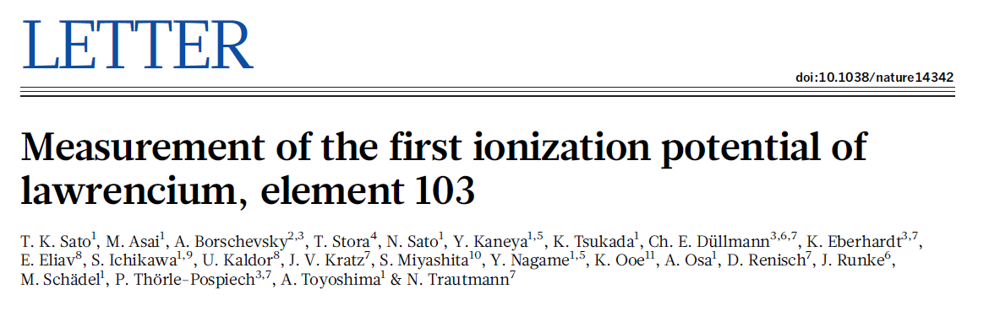 LETTER
doi:10.1038/nature14342
Measurement of the first ionization potential of
lawrencium, element 103
T. K. Sato1, M. Asai1, A. Borschevsky2,3, T. Stora4, N. Sato1, Y. Kaneya1,5, K. Tsukada1, Ch. E. Düllmann3,6,7, K. Eberhardt3,7,
E. Eliav8, S. Ichikawa1,9, U. Kaldor8, J. V. Kratz7, S. Miyashita10, Y. Nagame1,5, K. Ooe11, A. Osa1, D. Renisch7, J. Runke6,
M. Schädel1, P. Thörle-Pospiech3,7, A. Toyoshima1 & N. Trautmann7